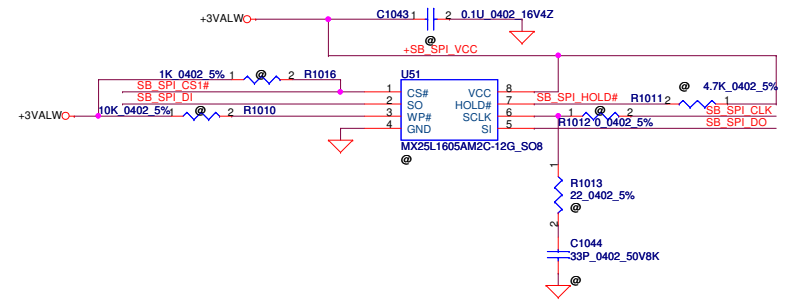 +3VALW
C1043 1 2 0.1U_0402_16V4Z
@
+SB_SPI_VCC
1K_0402_5% 1 @ 2 R1016
SB_SPI_CS1#
SB_SPI_DI
+3VALW
10K_0402_5% 1 @ 2 R1010
U51
1 CS# VCC 8
2 SO HOLD# 7
3 WP# SCLK 6
4 GND SI 5
MX25L1605AM2C-12G_SO8
@
@ 4.7K_0402_5%
SB_SPI_HOLD# R1011 2 1
1 @ 2 SB_SPI_CLK
R1012 0_0402_5% SB_SPI_DO
1
R1013
22_0402_5%
@
2
C1044
33P_0402_50V8K
@